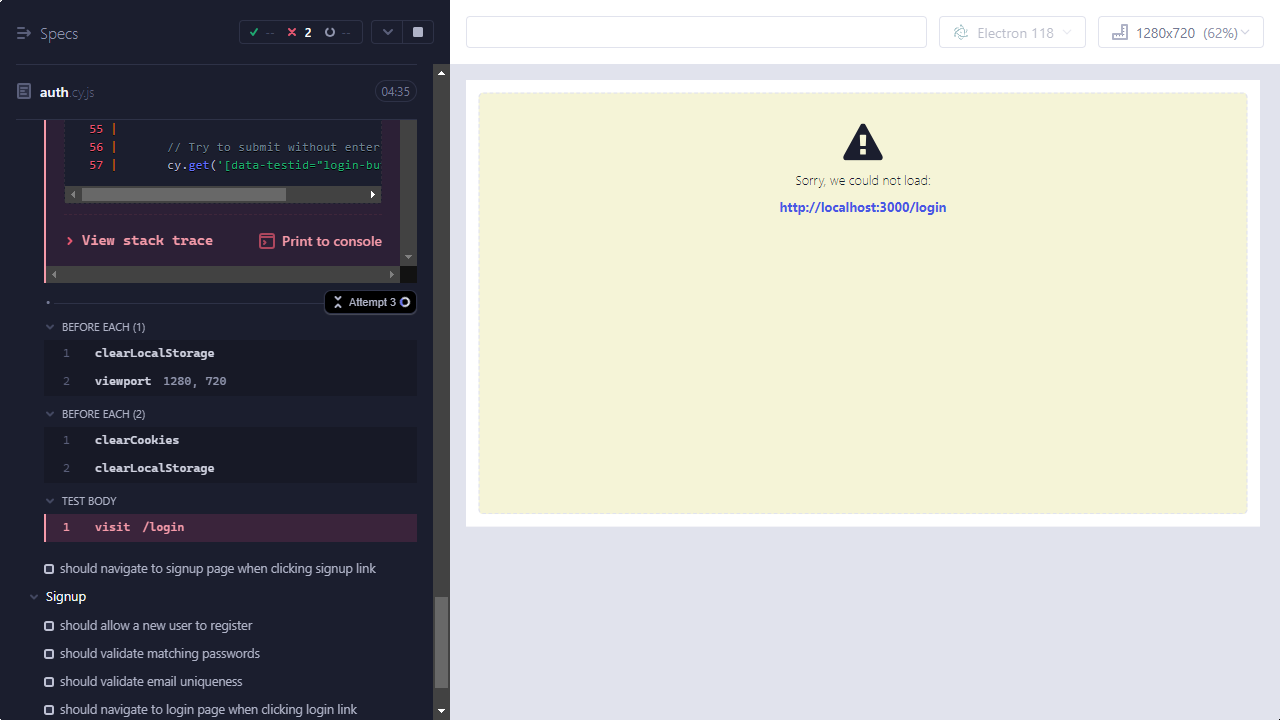 Specs
-- 2 --
auth.cy.js 04:35
55 |
56 | // Try to submit without enter
57 | cy.get('[data-testid="login-bu
View stack trace Print to console
Attempt 3
BEFORE EACH (1)
1 clearLocalStorage
2 viewport 1280, 720
BEFORE EACH (2)
1 clearCookies
2 clearLocalStorage
TEST BODY
1 visit /login
should navigate to signup page when clicking signup link
Signup
should allow a new user to register
should validate matching passwords
should validate email uniqueness
should navigate to login page when clicking login link
Electron 118
1280x720 (62%)
Sorry, we could not load:
http://localhost:3000/login